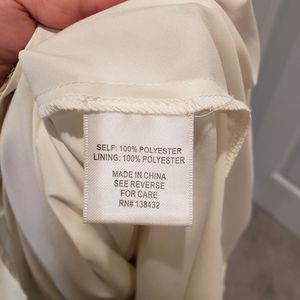 SELF: 100% POLYESTER
LINING: 100% POLYESTER
MADE IN CHINA
SEE REVERSE
FOR CARE
RN# 138432